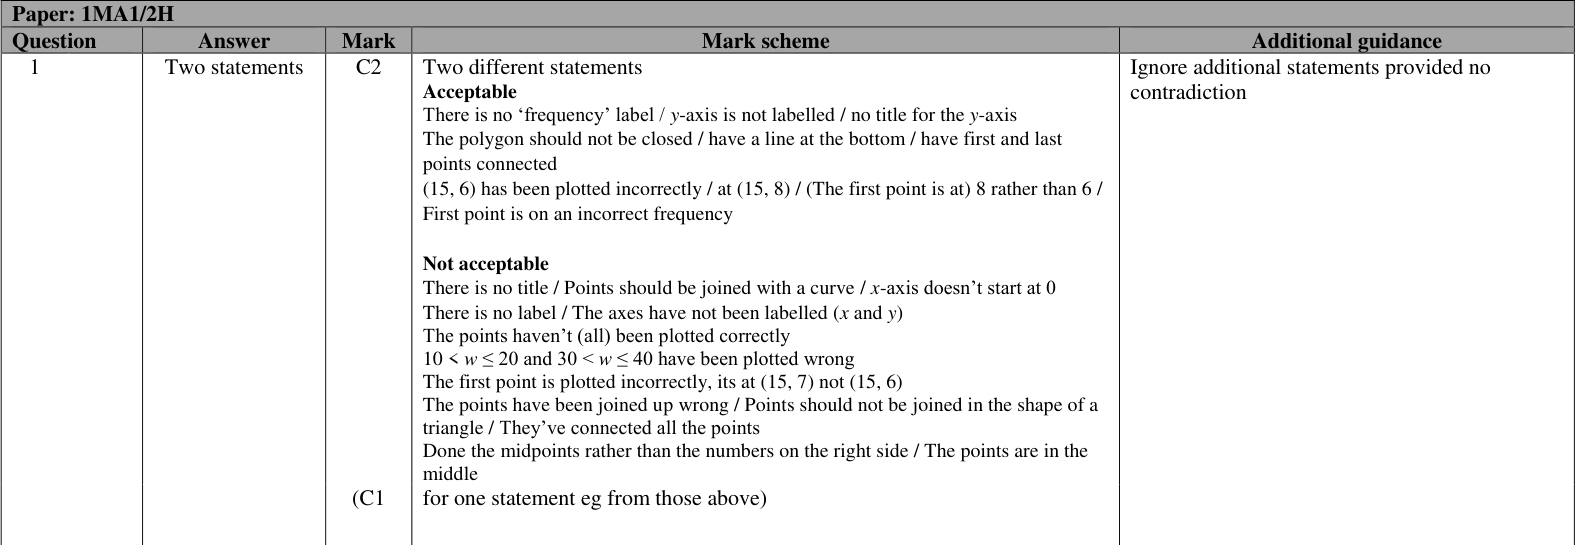 Paper: 1MA1/2H
Question Answer Mark Mark scheme Additional guidance
1 Two statements C2 Two different statements Ignore additional statements provided no
contradiction
Acceptable
There is no ‘frequency’ label / y-axis is not labelled / no title for the y-axis
The polygon should not be closed / have a line at the bottom / have first and last
points connected
(15, 6) has been plotted incorrectly / at (15, 8) / (The first point is at) 8 rather than 6 /
First point is on an incorrect frequency
Not acceptable
There is no title / Points should be joined with a curve / x-axis doesn’t start at 0
There is no label / The axes have not been labelled (x and y)
The points haven’t (all) been plotted correctly
10 < w ≤ 20 and 30 < w ≤ 40 have been plotted wrong
The first point is plotted incorrectly, its at (15, 7) not (15, 6)
The points have been joined up wrong / Points should not be joined in the shape of a
triangle / They’ve connected all the points
Done the midpoints rather than the numbers on the right side / The points are in the
middle
(C1 for one statement eg from those above)